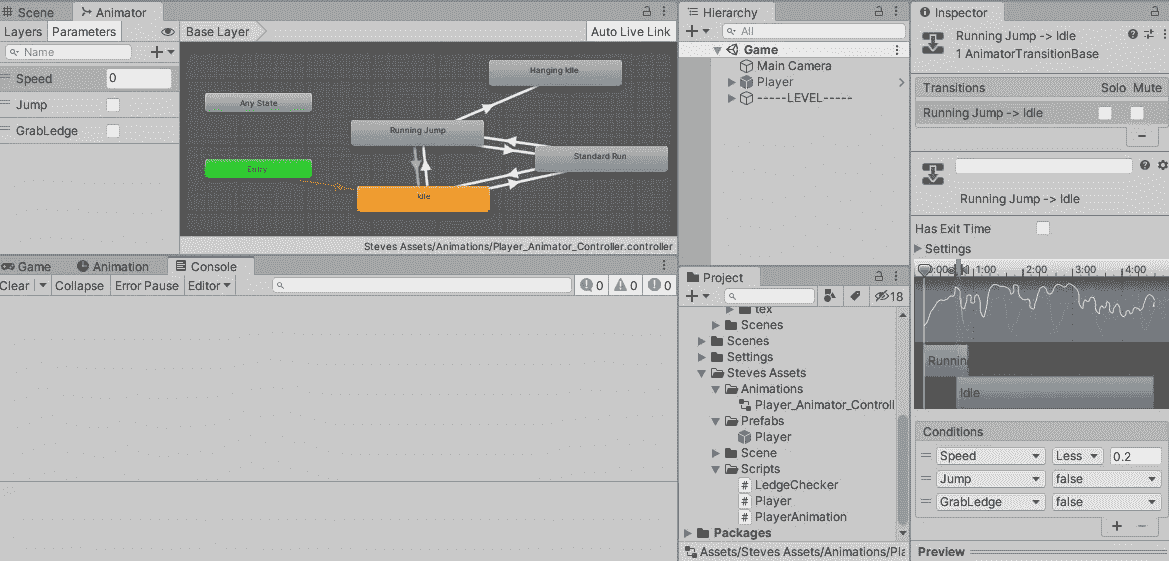 Scene
Animator
Layers Parameters
Base Layer
Auto Live Link
Name
Speed 0
Jump
GrabLedge
Hanging Idle
Any State
Running Jump
Standard Run
Entry
Idle
Steves Assets/Animations/Player_Animator_Controller.controller
Game
Animation
Console
Clear Collapse Error Pause Editor
0 0 0
Hierarchy
All
Game
Main Camera
Player
-----LEVEL-----
Project
18
tex
Scenes
Scenes
Settings
Steves Assets
Animations
Player_Animator_Controll
Prefabs
Player
Scene
Scripts
LedgeChecker
Player
PlayerAnimation
Packages
Assets/Steves Assets/Animations/Pla
Inspector
Running Jump -> Idle
1 AnimatorTransitionBase
Transitions Solo Mute
Running Jump -> Idle
Running Jump -> Idle
Has Exit Time
Settings
1:00 2:00 3:00 4:00
Runnin
Idle
Conditions
Speed Less 0.2
Jump false
GrabLedge false
Preview